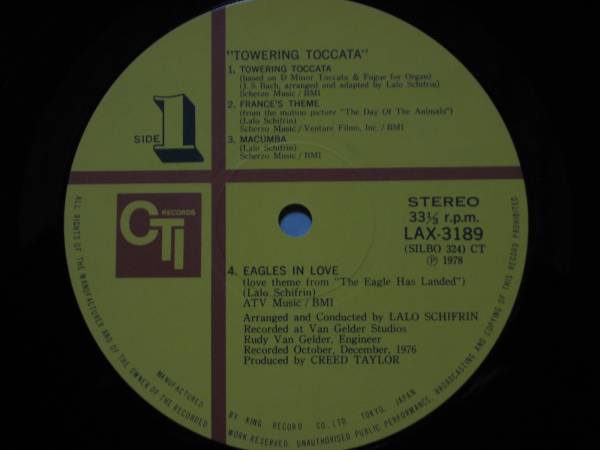 "TOWERING TOCCATA"
1. TOWERING TOCCATA
(based on D Minor Toccata & Fugue for Organ)
(J. S. Bach, arranged and adapted by Lalo Schifrin)
Scherzo Music / BMI
2. FRANCE'S THEME
(from the motion picture "The Day Of The Animals")
(Lalo Schifrin)
Scherzo Music / Venture Films, Inc. / BMI
3. MACUMBA
(Lalo Schifrin)
Scherzo Music / BMI
SIDE 1
CTI RECORDS
STEREO
33⅓ r.p.m.
LAX-3189
(SILBO 324) CT
Ⓟ 1978
4. EAGLES IN LOVE
(love theme from "The Eagle Has Landed")
(Lalo Schifrin)
ATV Music / BMI
Arranged and Conducted by LALO SCHIFRIN
Recorded at Van Gelder Studios
Rudy Van Gelder, Engineer
Recorded October, December, 1976
Produced by CREED TAYLOR
MANUFACTURED BY KING RECORD CO., LTD. TOKYO, JAPAN
ALL RIGHTS OF THE MANUFACTURER AND OF THE OWNER OF THE RECORDED WORK RESERVED. UNAUTHORISED PUBLIC PERFORMANCE, BROADCASTING AND COPYING OF THIS RECORD PROHIBITED